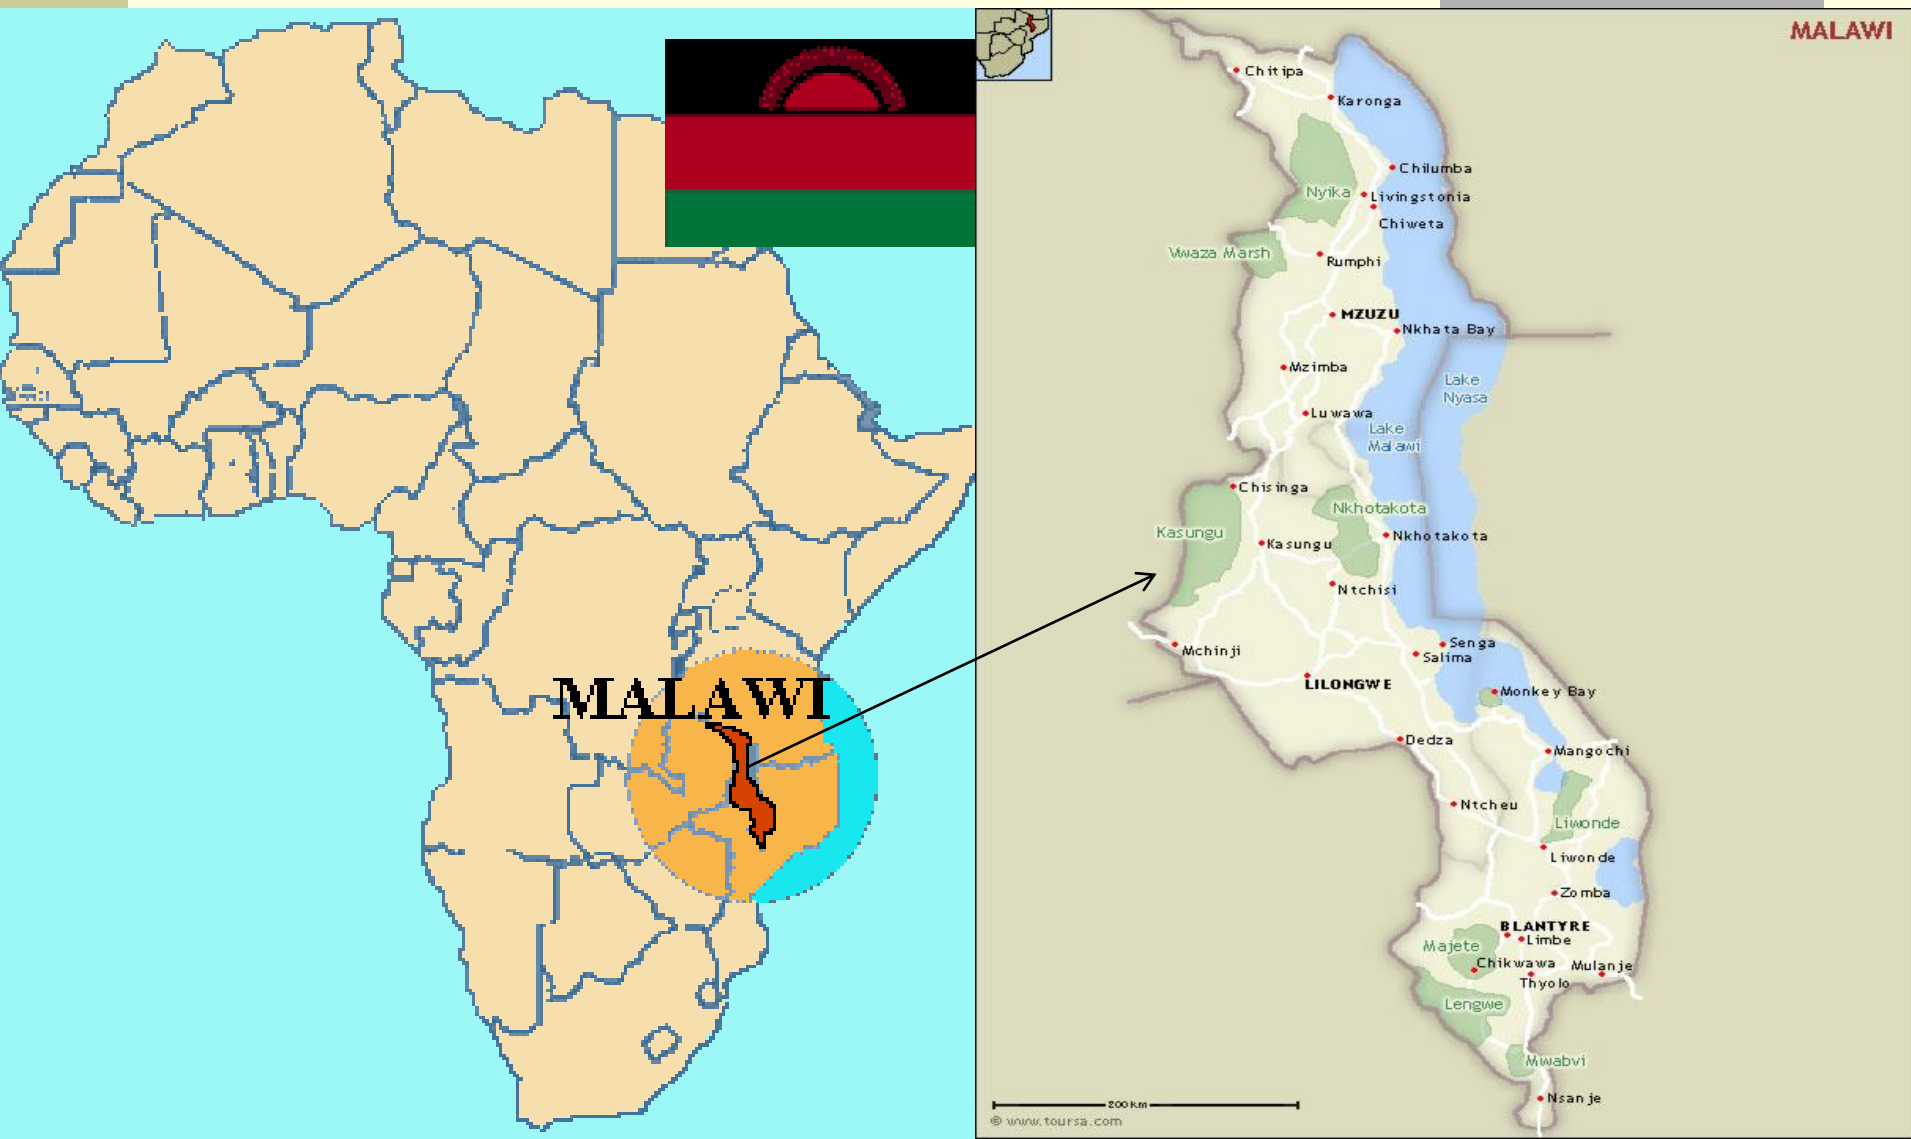 MALAWI
MALAWI
Chitipa
Karonga
Chilumba
Nyika
Livingstonia
Chiweta
Vwaza Marsh
Rumphi
MZUZU
Nkhata Bay
Mzimba
Lake
Nyasa
Luwawa
Lake
Malawi
Chisinga
Nkhotakota
Kasungu
Kasungu
Nkhotakota
Ntchisi
Mchinji
Senga
Salima
LILONGWE
Monkey Bay
Dedza
Mangochi
Ntcheu
Liwonde
Liwonde
Zomba
BLANTYRE
Limbe
Majete
Chikwawa
Mulanje
Thyolo
Lengwe
Mwabvi
Nsanje
200 km
© www.toursa.com